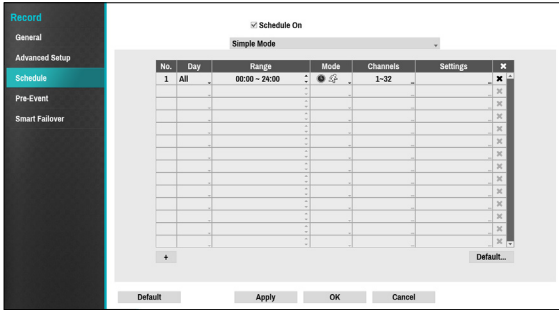 Record
General
Advanced Setup
Schedule
Pre-Event
Smart Failover
Schedule On
Simple Mode
No. Day Range Mode Channels Settings
1 All 00:00 ~ 24:00 1~32
+ Default...
Default Apply OK Cancel